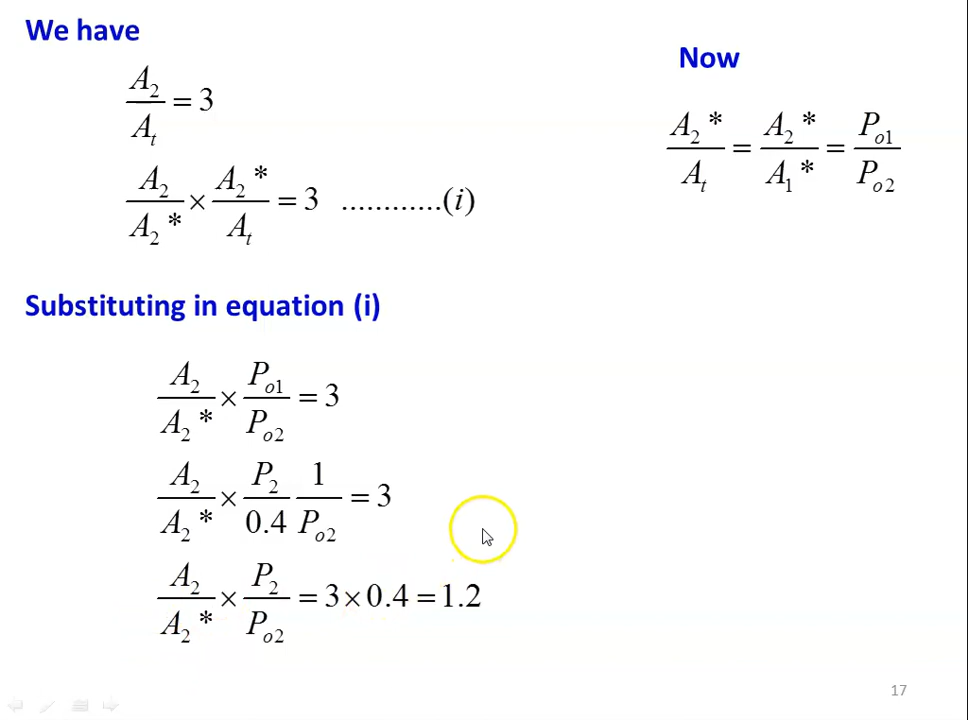 We have
A₂/Aₜ = 3
A₂/A₂* × A₂*/Aₜ = 3 ............(i)
Now
A₂*/Aₜ = A₂*/A₁* = Pₒ₁/Pₒ₂
Substituting in equation (i)
A₂/A₂* × Pₒ₁/Pₒ₂ = 3
A₂/A₂* × P₂/0.4 1/Pₒ₂ = 3
A₂/A₂* × P₂/Pₒ₂ = 3×0.4 = 1.2
17